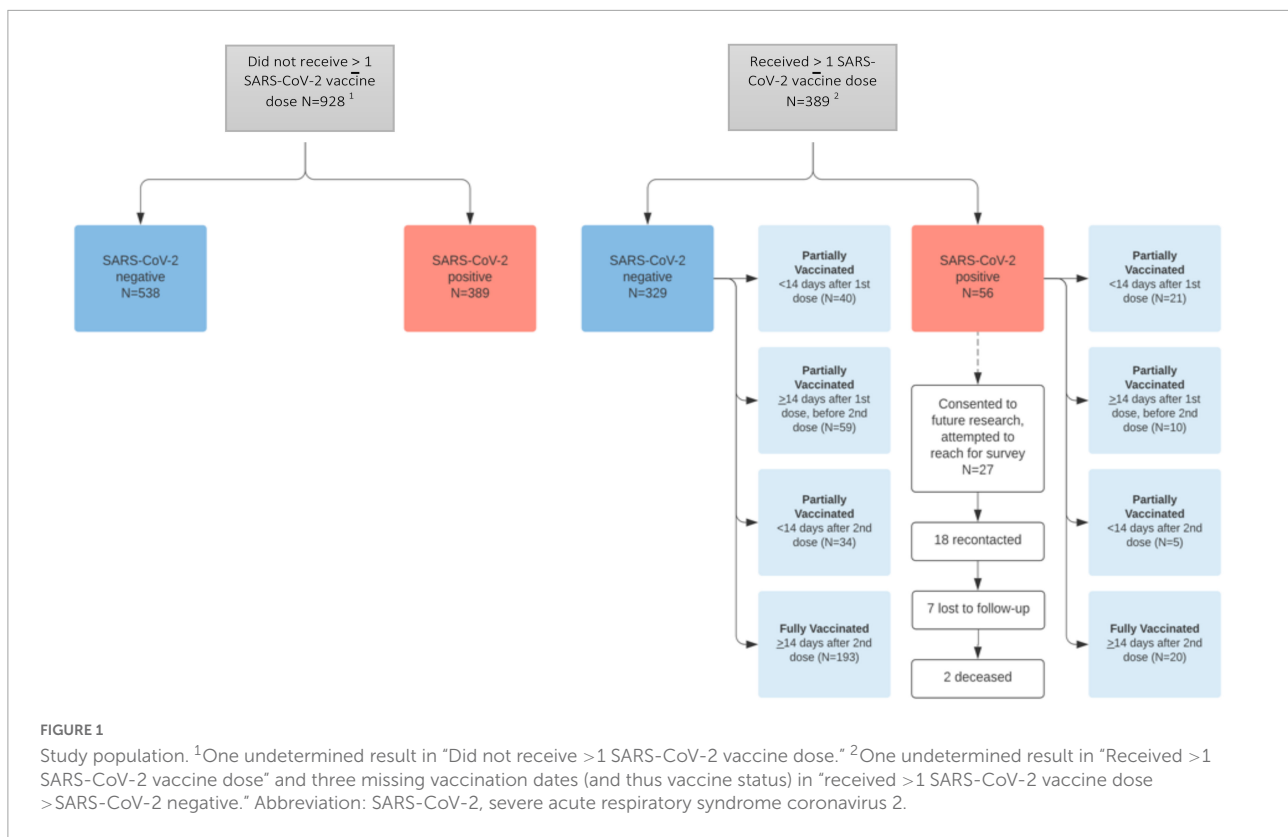 Did not receive ≥ 1
SARS-CoV-2 vaccine
dose N=928 1
Received ≥ 1 SARS-
CoV-2 vaccine dose
N=389 2
SARS-CoV-2
negative
N=538
SARS-CoV-2
positive
N=389
SARS-CoV-2
negative
N=329
Partially
Vaccinated
<14 days after 1st
dose (N=40)
SARS-CoV-2
positive
N=56
Partially
Vaccinated
<14 days after 1st
dose (N=21)
Partially
Vaccinated
≥14 days after 1st
dose, before 2nd
dose (N=59)
Consented to
future research,
attempted to
reach for survey
N=27
Partially
Vaccinated
≥14 days after 1st
dose, before 2nd
dose (N=10)
Partially
Vaccinated
<14 days after 2nd
dose (N=34)
18 recontacted
Partially
Vaccinated
<14 days after 2nd
dose (N=5)
7 lost to follow-up
Fully Vaccinated
≥14 days after 2nd
dose (N=193)
2 deceased
Fully Vaccinated
≥14 days after 2nd
dose (N=20)
FIGURE 1
Study population. 1One undetermined result in “Did not receive >1 SARS-CoV-2 vaccine dose.” 2One undetermined result in “Received >1
SARS-CoV-2 vaccine dose” and three missing vaccination dates (and thus vaccine status) in “received >1 SARS-CoV-2 vaccine dose
>SARS-CoV-2 negative.” Abbreviation: SARS-CoV-2, severe acute respiratory syndrome coronavirus 2.